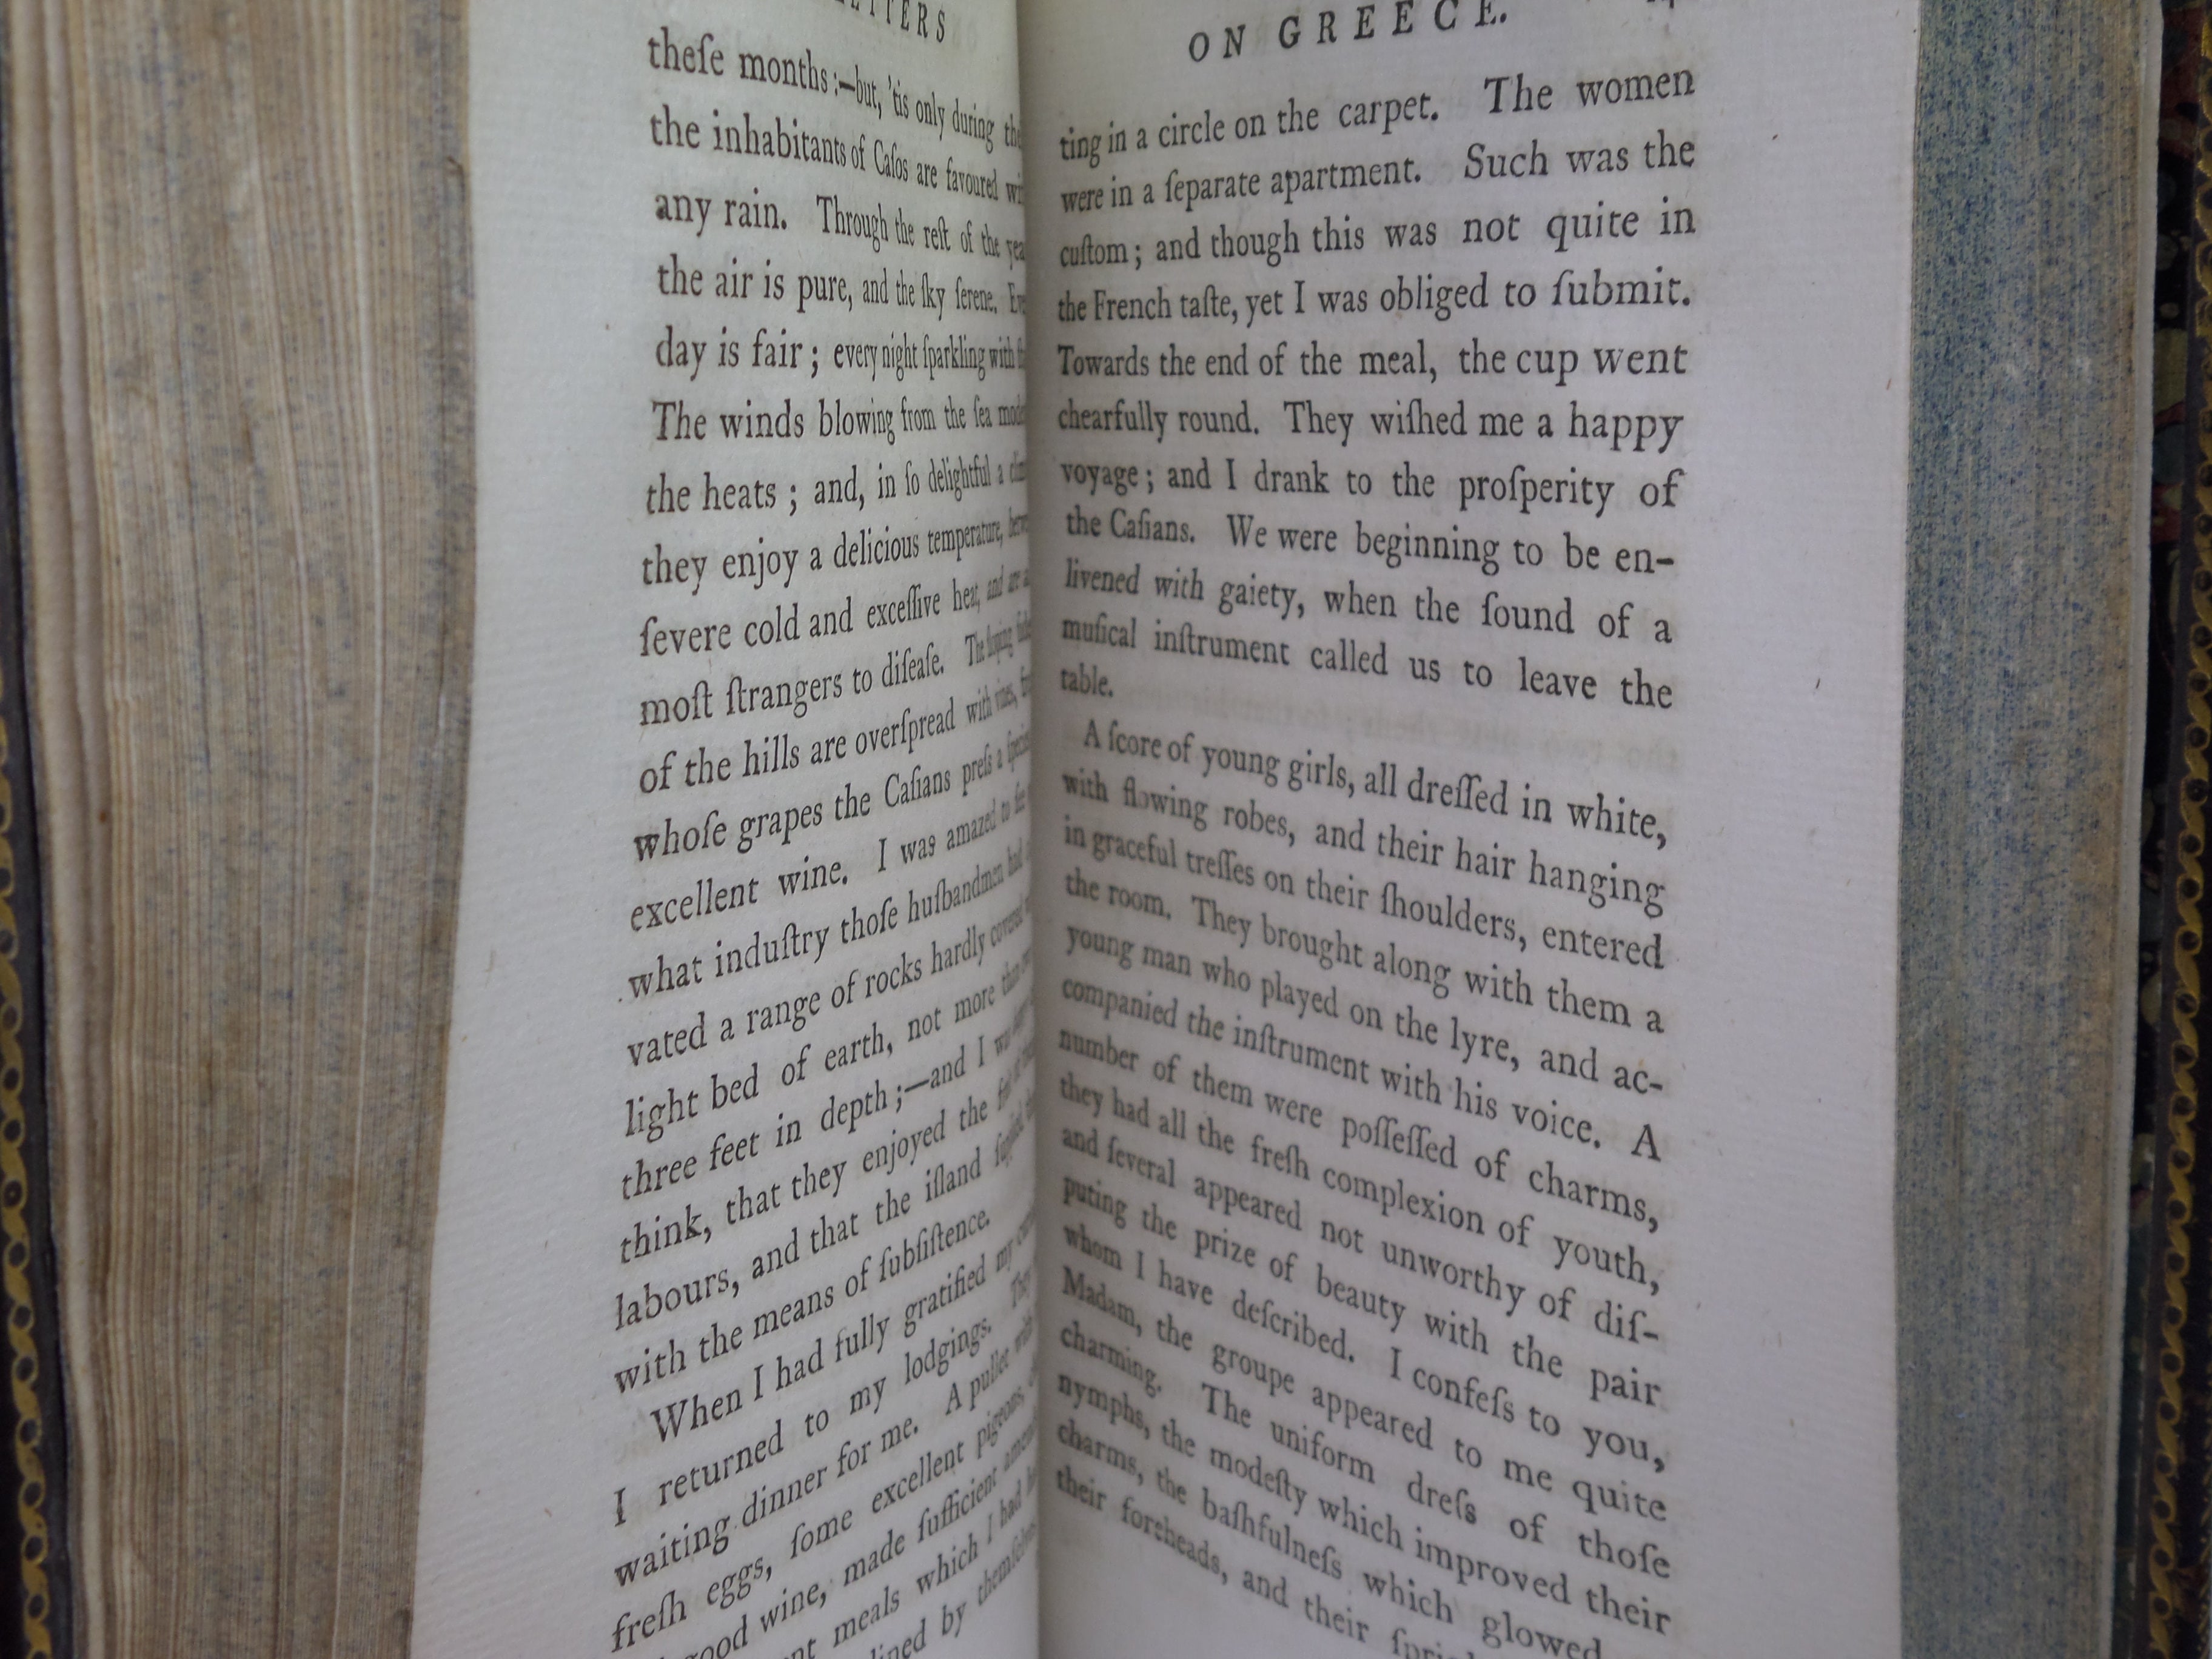 ETTERS
theſe months :—but, 'tis only during the
the inhabitants of Caſos are favoured
any rain. Through the reſt of the
the air is pure, and the ſky ſerene.
day is fair ; every night ſparkling with
The winds blowing from the ſea
the heats ; and, in ſo delightful a
they enjoy a delicious temperature,
ſevere cold and exceſſive heat, and are
moſt ſtrangers to diſeaſe. The
of the hills are overſpread with vines,
whoſe grapes the Caſians preſs a
excellent wine. I was amazed to
what induſtry thoſe huſbandmen had
vated a range of rocks hardly covered
light bed of earth, not more than
three feet in depth ;—and I
think, that they enjoyed the
labours, and that the iſland
with the means of ſubſiſtence.
When I had fully gratified my
I returned to my lodgings. They
waiting dinner for me. A pullet with
freſh eggs, ſome excellent pigeons,
good wine, made ſufficient
meals which I had
by
ON GREECE.
ting in a circle on the carpet. The women
were in a ſeparate apartment. Such was the
cuſtom ; and though this was not quite in
the French taſte, yet I was obliged to ſubmit.
Towards the end of the meal, the cup went
chearfully round. They wiſhed me a happy
voyage ; and I drank to the proſperity of
the Caſians. We were beginning to be en-
livened with gaiety, when the ſound of a
muſical inſtrument called us to leave the
table.
A ſcore of young girls, all dreſſed in white,
with flowing robes, and their hair hanging
in graceful treſſes on their ſhoulders, entered
the room. They brought along with them a
young man who played on the lyre, and ac-
companied the inſtrument with his voice. A
number of them were poſſeſſed of charms,
they had all the freſh complexion of youth,
and ſeveral appeared not unworthy of diſ-
puting the prize of beauty with the pair
whom I have deſcribed. I confeſs to you,
Madam, the groupe appeared to me quite
charming. The uniform dreſs of thoſe
nymphs, the modeſty which improved their
charms, the baſhfulneſs which glowed
their foreheads, and their